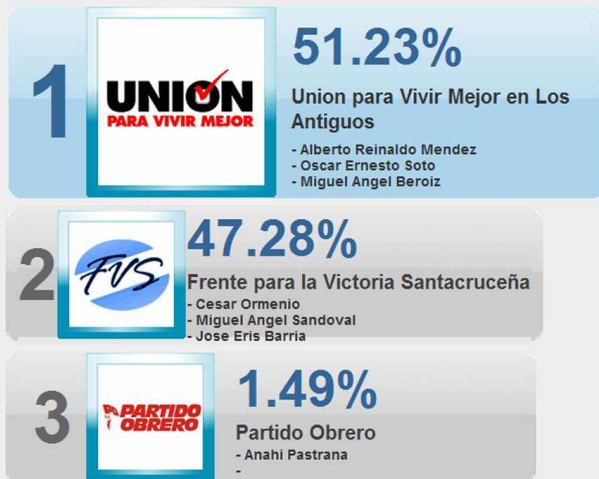 1
UNION
PARA VIVIR MEJOR
51.23%
Union para Vivir Mejor en Los
Antiguos
- Alberto Reinaldo Mendez
- Oscar Ernesto Soto
- Miguel Angel Beroiz
2
FVS
47.28%
Frente para la Victoria Santacruceña
- Cesar Ormenio
- Miguel Angel Sandoval
- Jose Eris Barria
3
PARTIDO
OBRERO
1.49%
Partido Obrero
- Anahi Pastrana
-